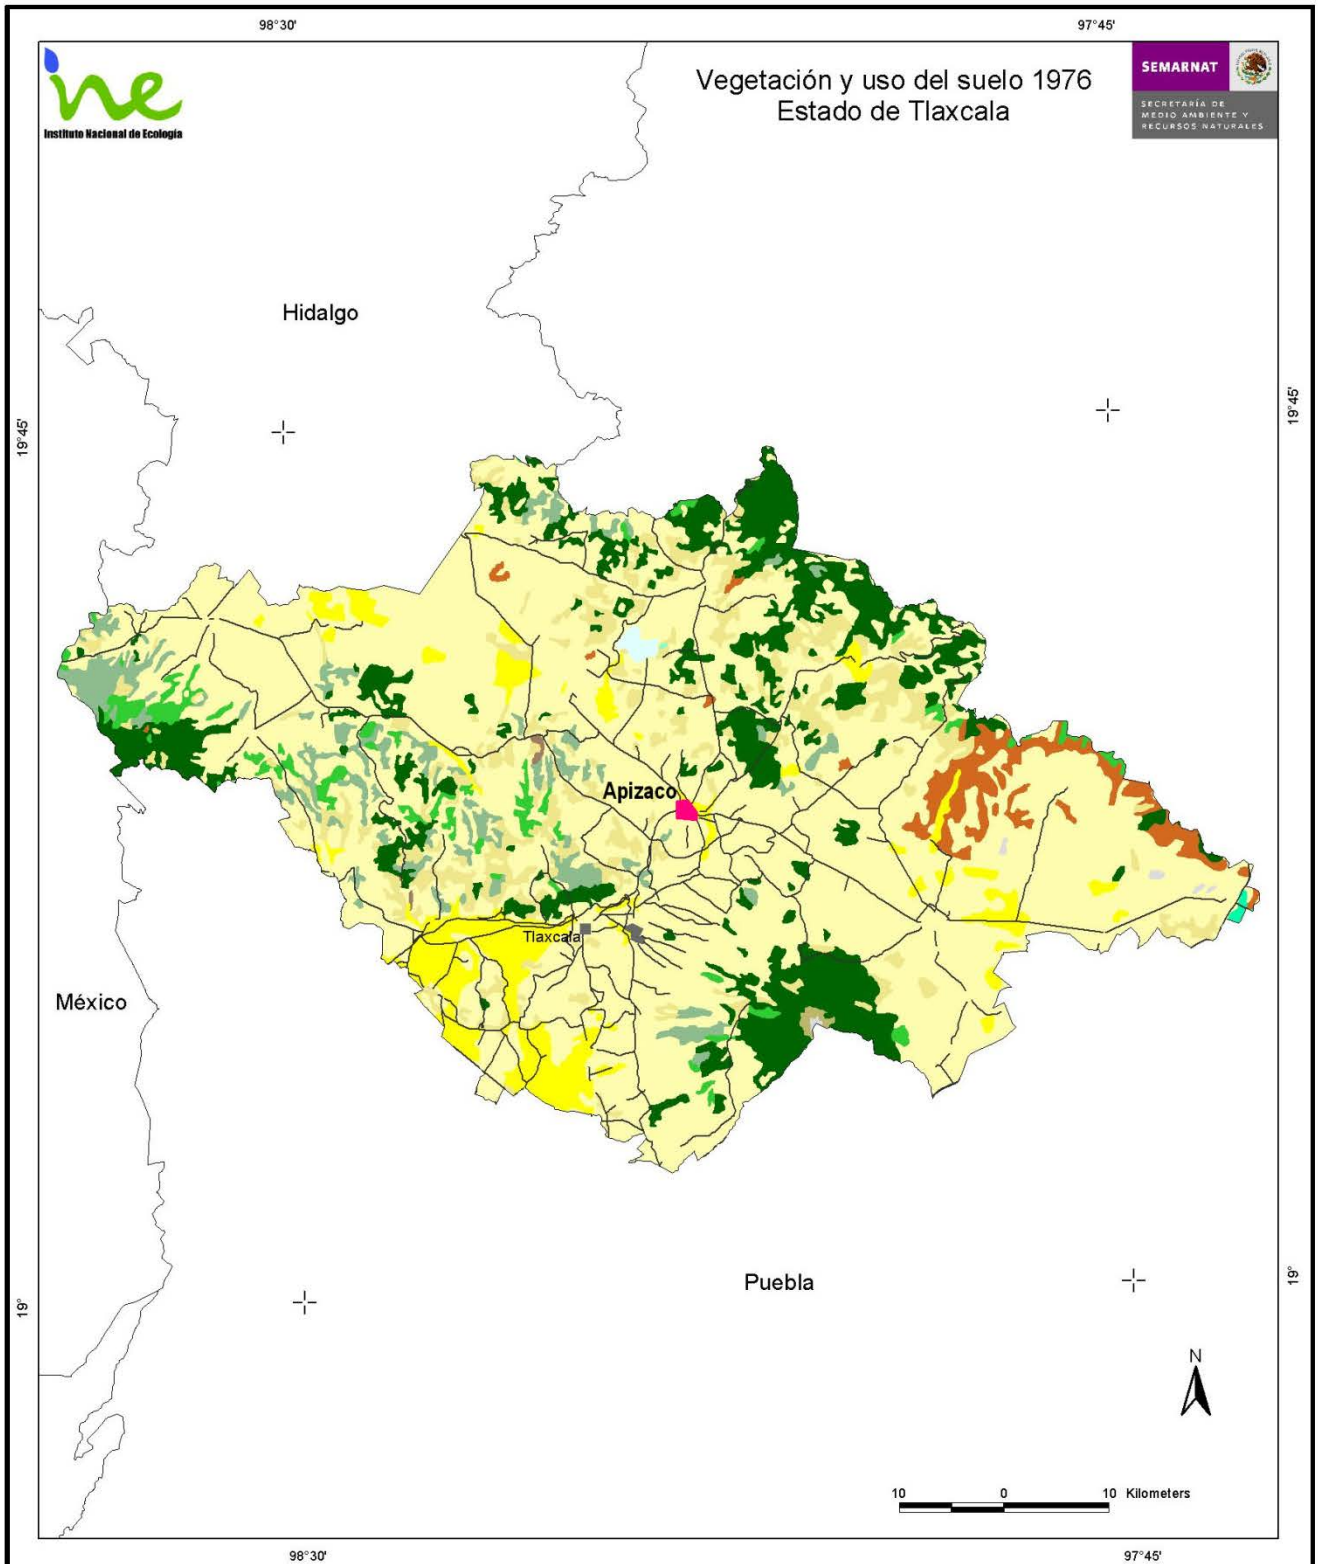 98°30'
97°45'
ine
Instituto Nacional de Ecología
Vegetación y uso del suelo 1976
Estado de Tlaxcala
SEMARNAT
SECRETARÍA DE
MEDIO AMBIENTE Y
RECURSOS NATURALES
Hidalgo
19°45'
19°45'
Apizaco
Tlaxcala
México
Puebla
19°
19°
N
10 0 10 Kilometers
98°30'
97°45'